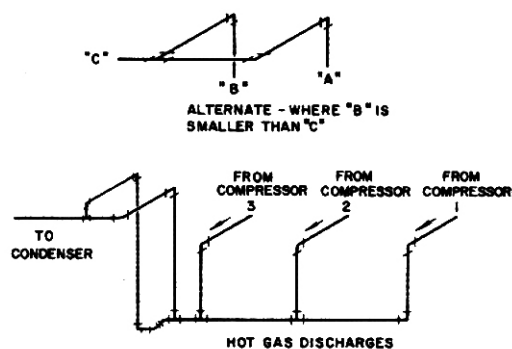 "C"
"B"
"A"
ALTERNATE - WHERE "B" IS
SMALLER THAN "C"
FROM
COMPRESSOR
3
FROM
COMPRESSOR
2
FROM
COMPRESSOR
1
TO
CONDENSER
HOT GAS DISCHARGES